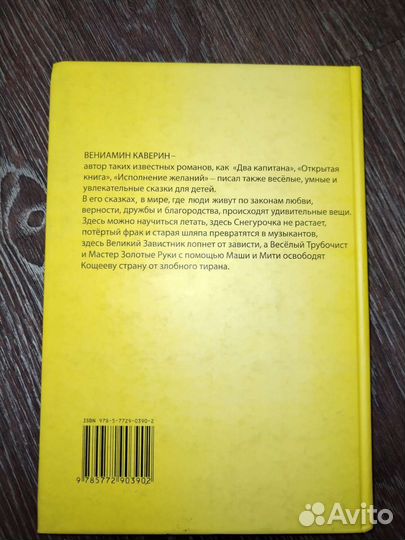 ВЕНИАМИН КАВЕРИН –
автор таких известных романов, как «Два капитана», «Открытая
книга», «Исполнение желаний» – писал также весёлые, умные и
увлекательные сказки для детей.
В его сказках, в мире, где люди живут по законам любви,
верности, дружбы и благородства, происходят удивительные вещи.
Здесь можно научиться летать, здесь Снегурочка не растает,
потёртый фрак и старая шляпа превратятся в музыкантов,
здесь Великий Завистник лопнет от зависти, а Весёлый Трубочист
и Мастер Золотые Руки с помощью Маши и Мити освободят
Кощееву страну от злобного тирана.
ISBN 978-5-7729-0390-2
9 785772 903902
Avito